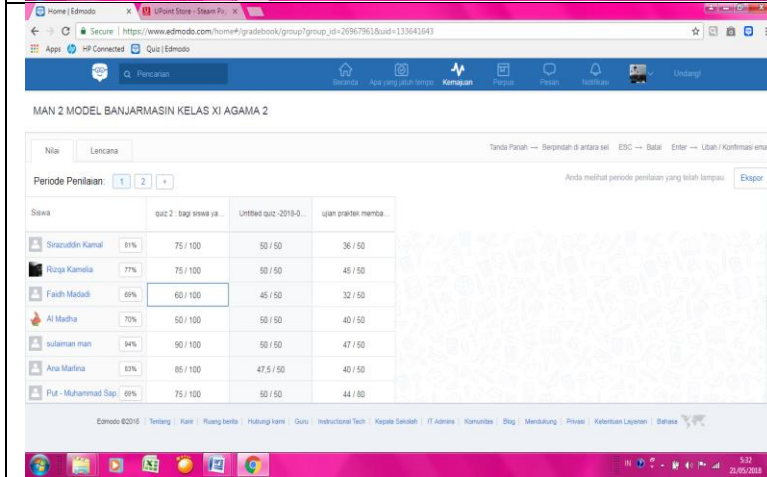 Home | Edmodo
UPoint Store - Steam Pic
Secure https://www.edmodo.com/home#/gradebook/group?group_id=26967961&uid=133641643
Apps HP Connected Quiz | Edmodo
Pencarian
Beranda Apa yang jatuh tempo Kemajuan Perpus Pesan Notifikasi Undang!
MAN 2 MODEL BANJARMASIN KELAS XI AGAMA 2
Nilai Lencana
Tanda Panah → Berpindah di antara sel ESC → Batal Enter → Ubah / Konfirmasi ema
Periode Penilaian: 1 2 +
Anda melihat periode penilaian yang telah lampau Ekspor
Siswa quiz 2 : bagi siswa ya... Untitled quiz -2018-0... ujian praktek memba...
Sirazuddin Kamal 81% 75 / 100 50 / 50 36 / 50
Rizqa Kamelia 77% 75 / 100 50 / 50 45 / 50
Faidh Madadi 69% 60 / 100 45 / 50 32 / 50
Al Madha 70% 50 / 100 50 / 50 40 / 50
sulaiman man 94% 90 / 100 50 / 50 47 / 50
Ana Marlina 83% 85 / 100 47,5 / 50 40 / 50
Put - Muhammad Sap 69% 75 / 100 50 / 50 44 / 80
Edmodo ©2018 | Tentang | Karir | Ruang berita | Hubungi kami | Guru | Instructional Tech | Kepala Sekolah | IT Admins | Komunitas | Blog | Mendukung | Privasi | Ketentuan Layanan | Bahasa
IN
5:32
21/05/2018